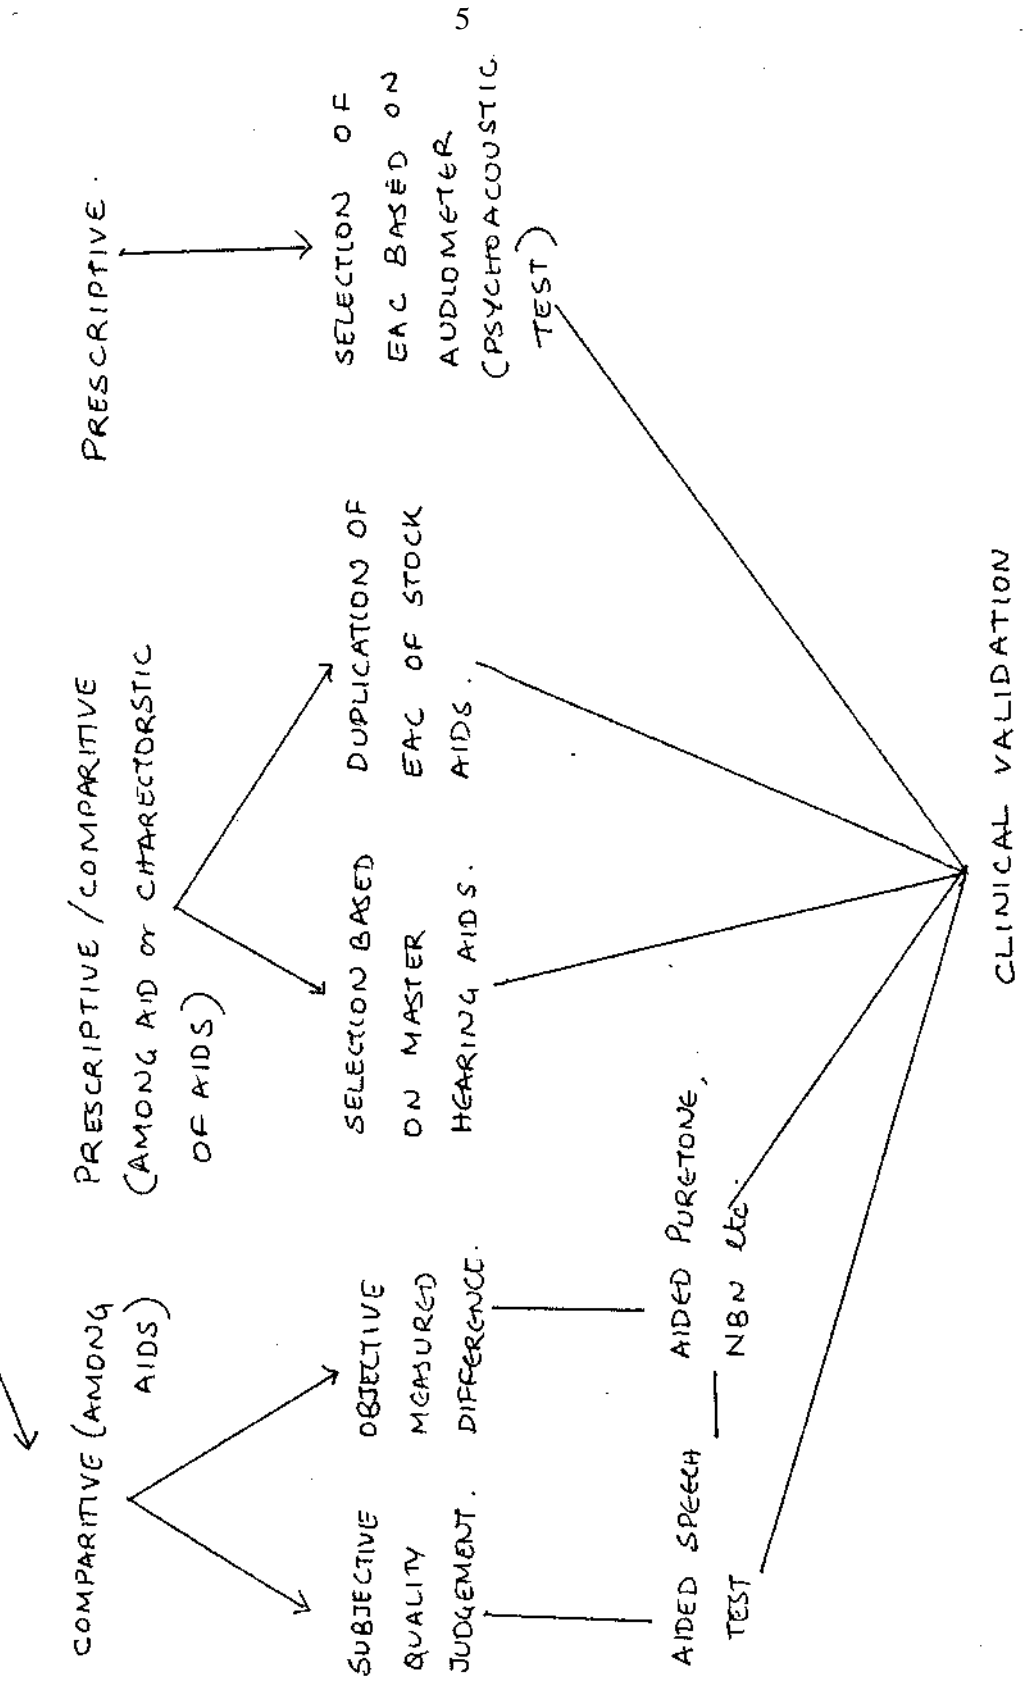 5
COMPARITIVE (AMONG
AIDS)
PRESCRIPTIVE / COMPARITIVE
(AMONG AID or CHARECTORSTIC
OF AIDS)
PRESCRIPTIVE.
SUBJECTIVE
QUALITY
JUDGEMENT.
OBJECTIVE
MEASURED
DIFFERENCE.
SELECTION BASED
ON MASTER
HEARING AIDS.
DUPLICATION OF
EAC OF STOCK
AIDS.
SELECTION OF
EAC BASED ON
AUDIOMETER
(PSYCHOACOUSTIC
TEST)
AIDED SPEECH
TEST
AIDED PURETONE,
NBN etc.
CLINICAL VALIDATION